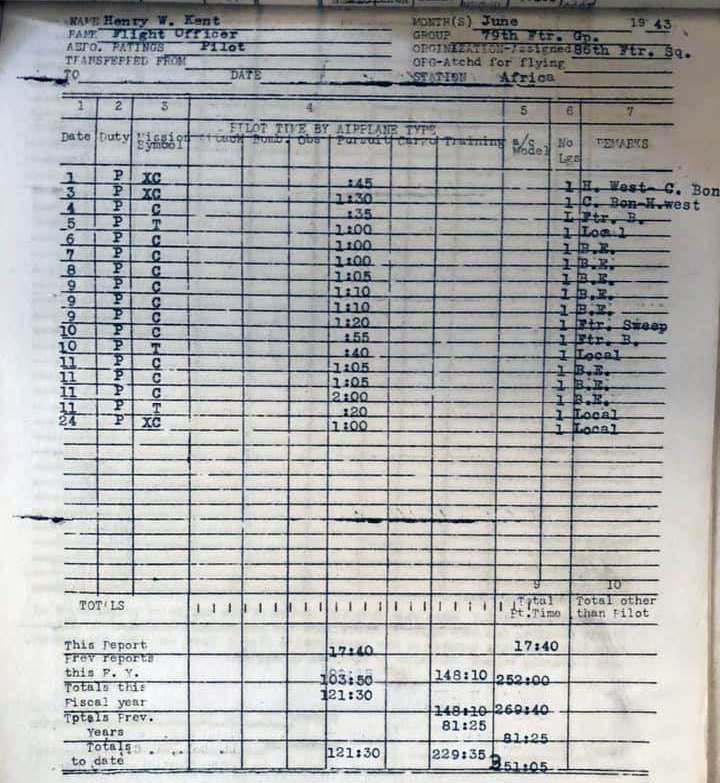 NAME Henry W. Kent MONTH(S) June 19 43
RANK Flight Officer GROUP 79th Ftr. Gp.
AERO. RATINGS Pilot ORGNIZATION-Assigned 86th Ftr. Sq.
TRANSFERRED FROM ORG-Atchd for flying
TO DATE STATION Africa
1 2 3 4 5 6 7
PILOT TIME BY AIRPLANE TYPE
Date Duty Mission Symbol Attack Bomb. Obs Pursuit Cargo Training A/C Model No Lgs REMARKS
1 P XC :45 1 H. West- C. Bon
3 P XC 1:30 1 C. Bon-H.west
4 P C :35 1 Ftr. B.
5 P T 1:00 1 Local
6 P C 1:00 1 B.E.
7 P C 1:00 1 B.E.
8 P C 1:05 1 B.E.
9 P C 1:10 1 B.E.
9 P C 1:10 1 B.E.
9 P C 1:20 1 Ftr. Sweep
10 P C :55 1 Ftr. B.
10 P T :40 1 Local
11 P C 1:05 1 B.E.
11 P C 1:05 1 B.E.
11 P C 2:00 1 B.E.
11 P T :20 1 Local
24 P XC 1:00 1 Local
9 10
TOTALS Total Pt.Time Total other than Pilot
This Report 17:40 17:40
Prev reports
this F. Y. 103:50 148:10 252:00
Totals this 121:30
Fiscal year 148:10 269:40
Totals Prev. 81:25
Years 81:25
Totals
to date 121:30 229:35 351:05